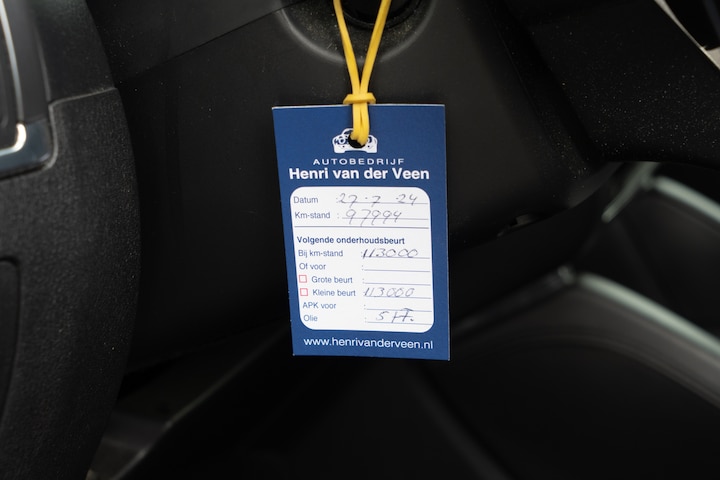 AUTOBEDRIJF
Henri van der Veen
Datum : 27-7-24
Km-stand : 97994
Volgende onderhoudsbeurt
Bij km-stand : 113000
Of voor :
Grote beurt :
Kleine beurt : 113000
APK voor :
Olie :
www.henrivanderveen.nl